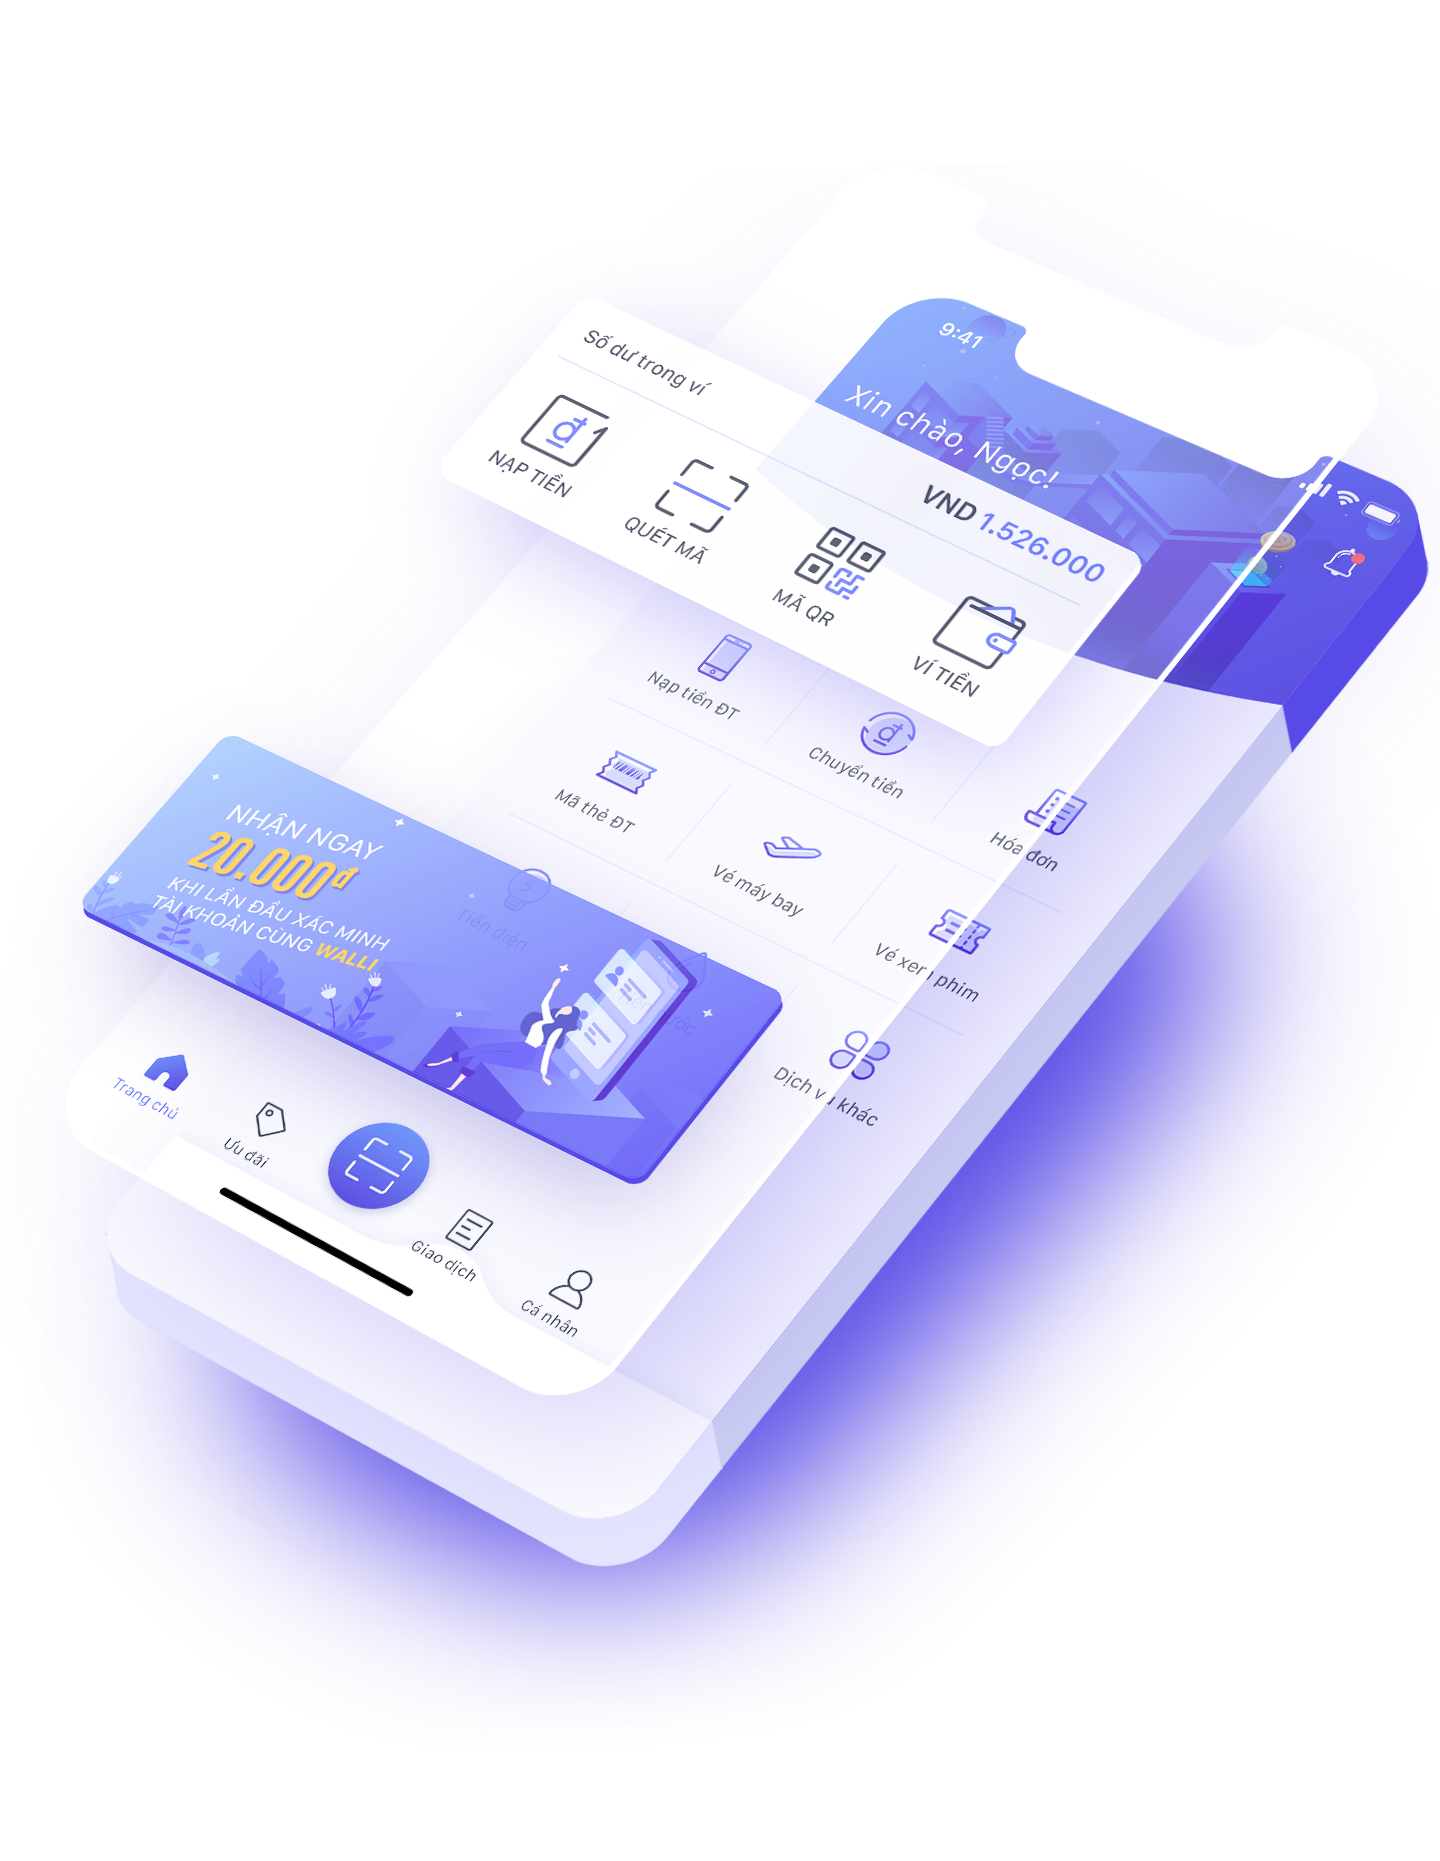 9:41
Xin chào, Ngọc!
Số dư trong ví
VND 1.526.000
NẠP TIỀN
QUÉT MÃ
MÃ QR
VÍ TIỀN
Nạp tiền ĐT
Chuyển tiền
Hóa đơn
Mã thẻ ĐT
Vé máy bay
Vé xem phim
Tiền điện
Dịch vụ khác
NHẬN NGAY
20.000đ
KHI LẦN ĐẦU XÁC MINH
TÀI KHOẢN CÙNG WALLI
Trang chủ
Ưu đãi
Giao dịch
Cá nhân